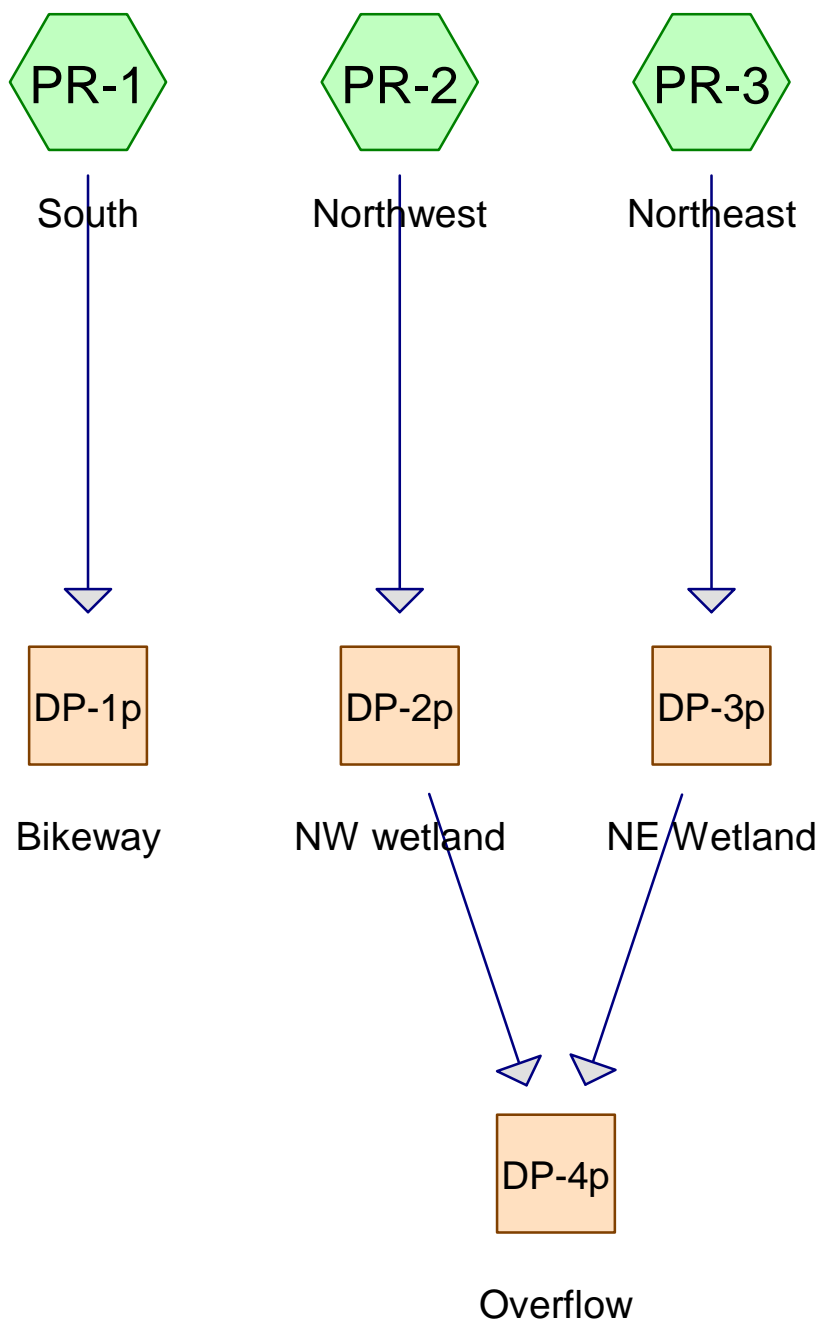 PR-1
PR-2
PR-3
South
Northwest
Northeast
DP-1p
DP-2p
DP-3p
Bikeway
NW wetland
NE Wetland
DP-4p
Overflow